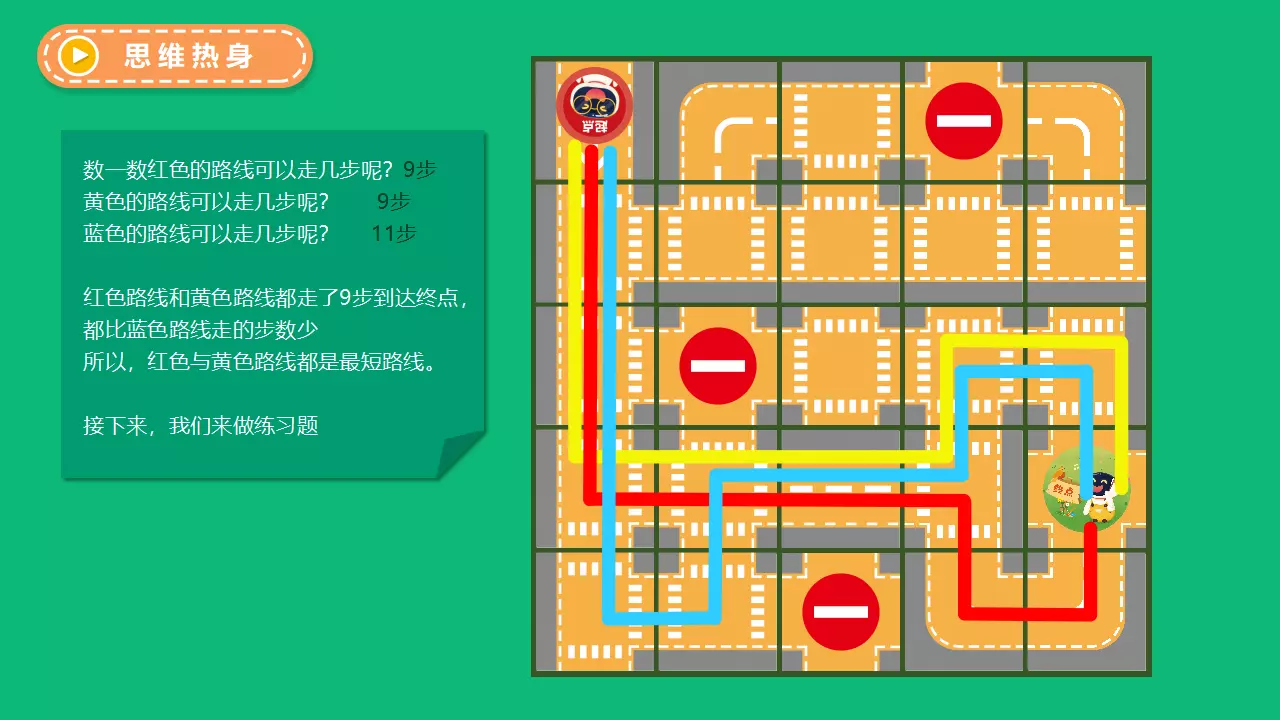 思维热身
数一数红色的路线可以走几步呢？9步
黄色的路线可以走几步呢？ 9步
蓝色的路线可以走几步呢？ 11步
红色路线和黄色路线都走了9步到达终点，
都比蓝色路线走的步数少
所以，红色与黄色路线都是最短路线。
接下来，我们来做练习题
起点
终点